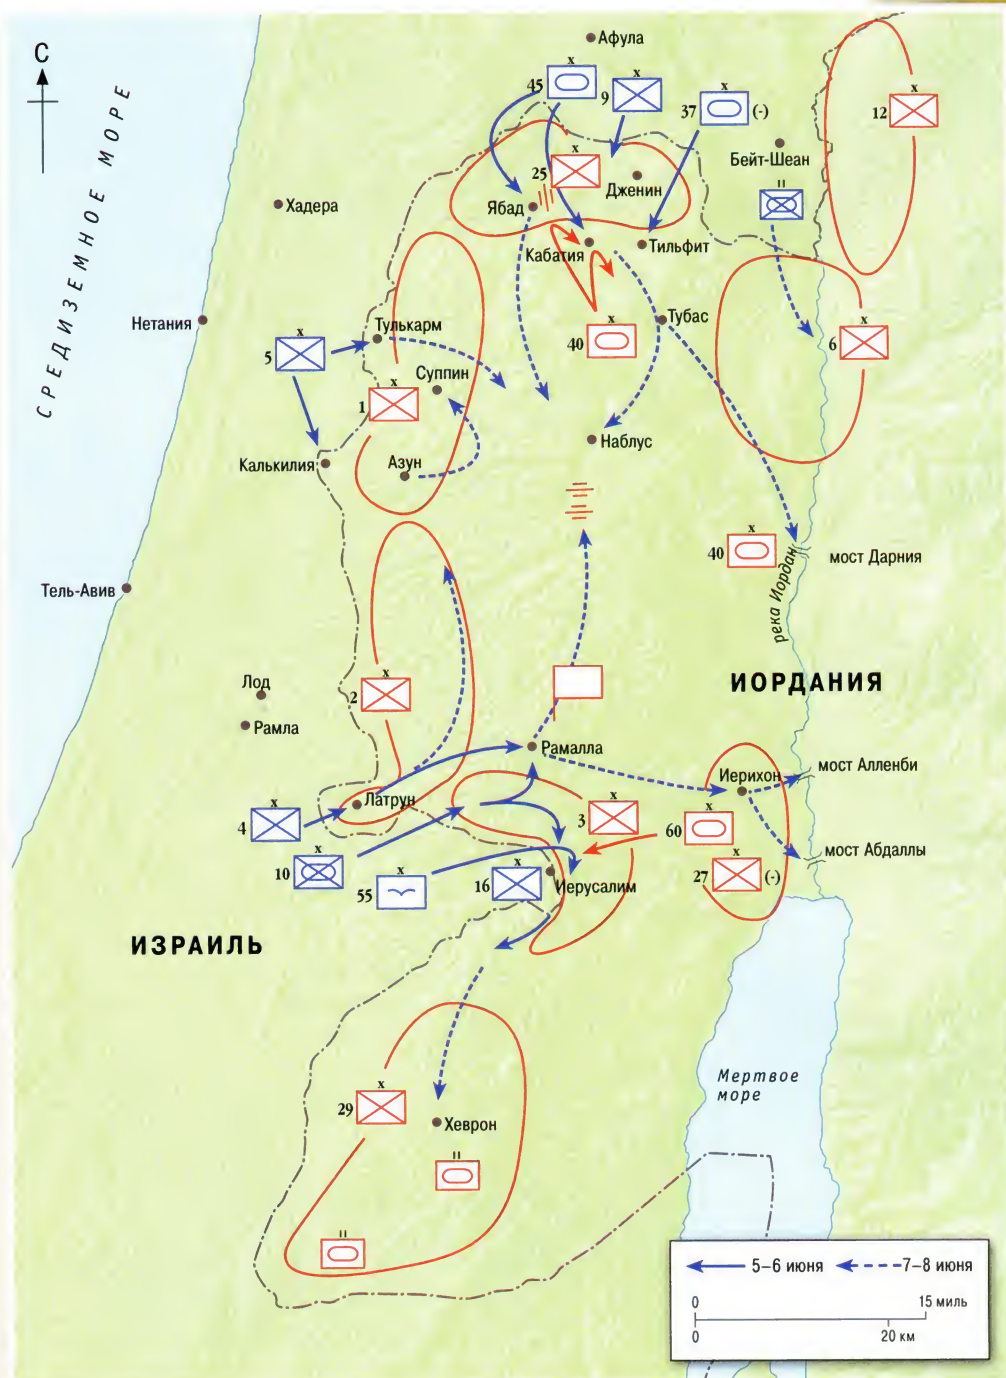 С
Афула
x
45
x
9
x
37
(-)
x
12
Бейт-Шеан
x
25
Дженин
II
Ябад
Хадера
Кабатия
Тильфит
СРЕДИЗЕМНОЕ МОРЕ
Нетания
Тулькарм
x
5
Тубас
x
40
x
6
Суппин
x
1
Наблус
Калькилия
Азун
x
40
мост Дарния
река Иордан
Тель-Авив
ИОРДАНИЯ
Лод
x
2
Рамла
Рамалла
Иерихон
мост Алленби
Латрун
x
4
x
3
x
60
мост Абдаллы
x
10
x
55
x
16
Иерусалим
x
27
(-)
ИЗРАИЛЬ
Мертвое
море
x
29
Хеврон
II
II
5–6 июня
7–8 июня
0
15 миль
0
20 км